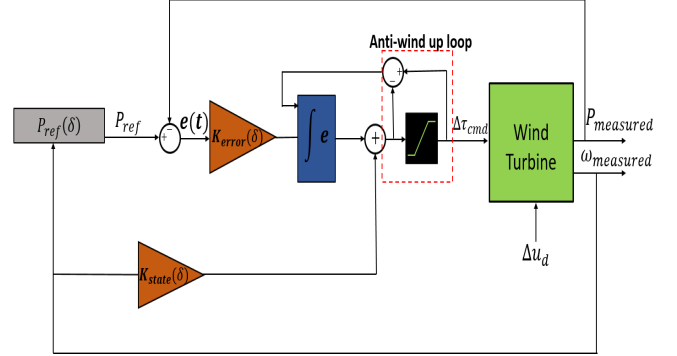 Anti-wind up loop
P_ref(δ)
P_ref
+
−
e(t)
K_error(δ)
∫ e
+
−
+
Δτ_cmd
Wind
Turbine
P_measured
ω_measured
K_state(δ)
Δu_d